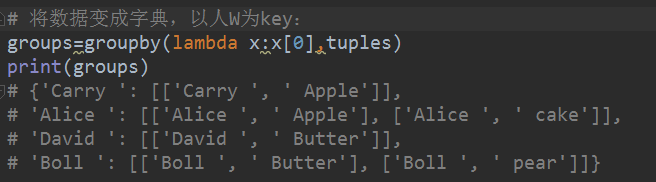 # 将数据变成字典，以人W为key：
groups=groupby(lambda x:x[0],tuples)
print(groups)
# {'Carry ': [['Carry ', ' Apple']],
# 'Alice ': [['Alice ', ' Apple'], ['Alice ', ' cake']],
# 'David ': [['David ', ' Butter']],
# 'Boll ': [['Boll ', ' Butter'], ['Boll ', ' pear']]}